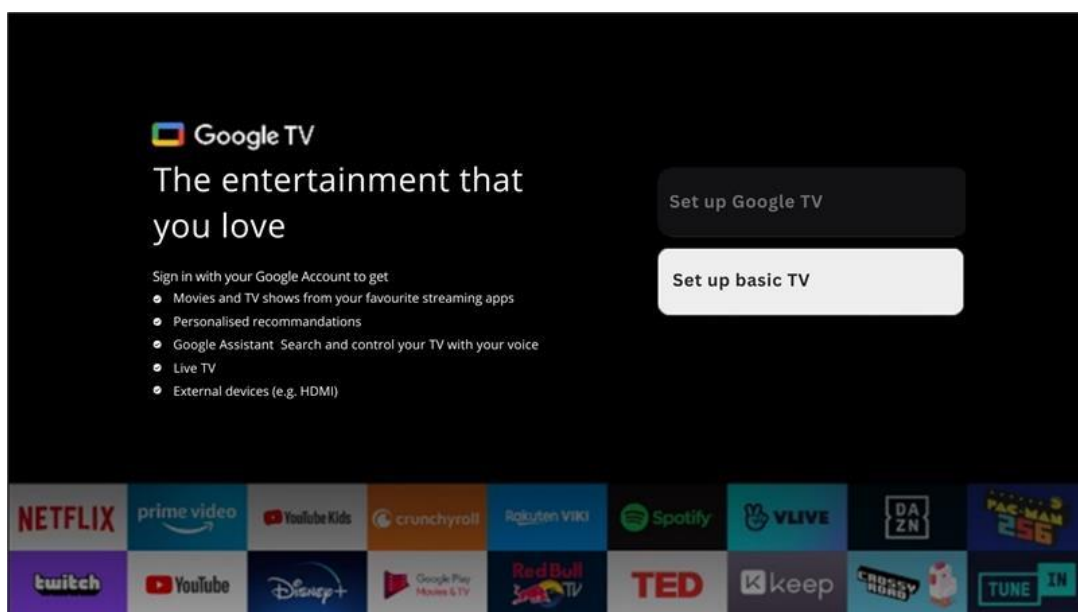 Google TV
The entertainment that
you love
Sign in with your Google Account to get
Movies and TV shows from your favourite streaming apps
Personalised recommandations
Google Assistant Search and control your TV with your voice
Live TV
External devices (e.g. HDMI)
Set up Google TV
Set up basic TV
NETFLIX
prime video
YouTube Kids
crunchyroll
Rakuten VIKI
Spotify
VLIVE
DA
ZN
PAC-MAN
256
twitch
YouTube
Disney+
Google Play
Movies & TV
Red Bull
TV
TED
keep
CROSSY
ROAD
TUNE IN